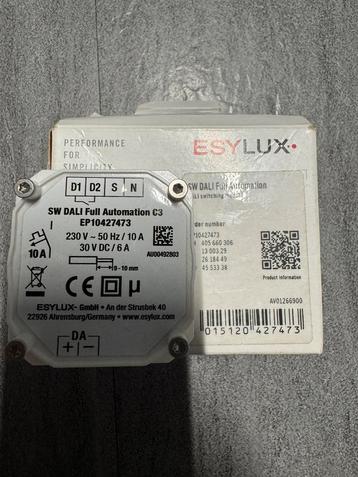 PERFORMANCE
FOR
SIMPLICITY
ESYLUX
SW DALI Full Automation
der number
10427473
405 660 306
13 003 29
26 184 49
45 533 38
Product information
AV01266900
015120 427473
D1 D2 S N
SW DALI Full Automation C3
EP10427473
230 V ~ 50 Hz / 10 A
30 V DC / 6 A
AU00492803
10 A
9 - 10 mm
CE µ
ESYLUX GmbH • An der Strusbek 40
22926 Ahrensburg/Germany • www.esylux.com
DA
+ −